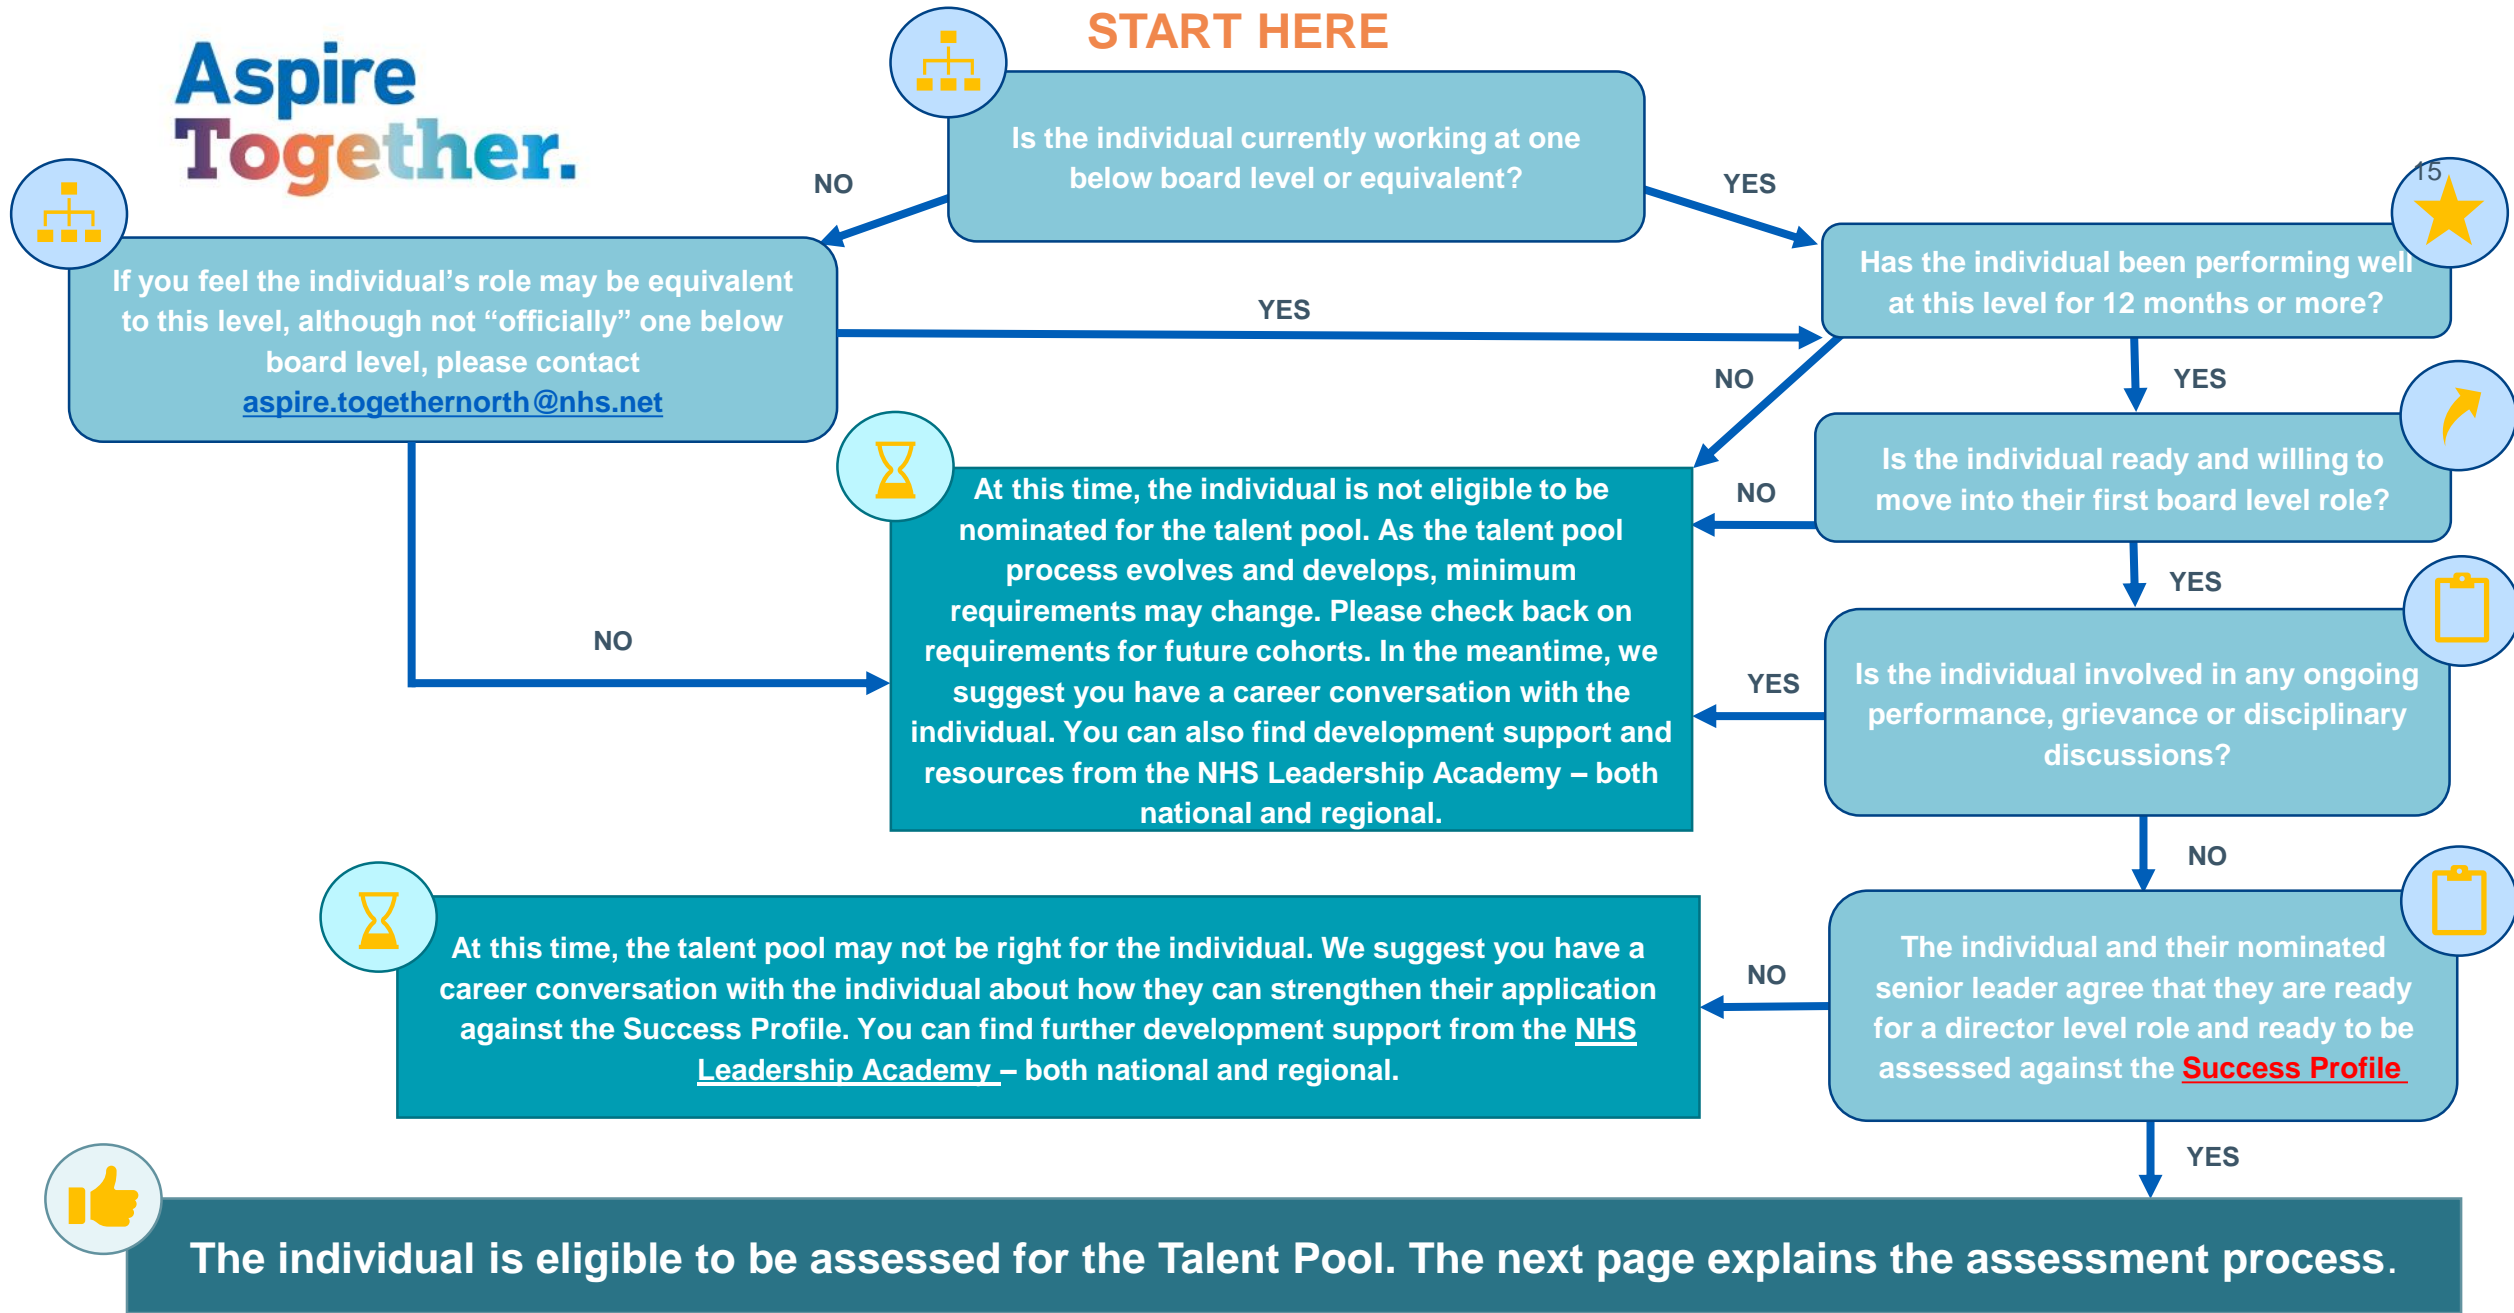 START HERE
Aspire
Together.
Is the individual currently working at one
below board level or equivalent?
NO
YES
15
If you feel the individual’s role may be equivalent
to this level, although not “officially” one below
board level, please contact
aspire.togethernorth@nhs.net
YES
Has the individual been performing well
at this level for 12 months or more?
NO
YES
Is the individual ready and willing to
move into their first board level role?
NO
YES
At this time, the individual is not eligible to be
nominated for the talent pool. As the talent pool
process evolves and develops, minimum
requirements may change. Please check back on
requirements for future cohorts. In the meantime, we
suggest you have a career conversation with the
individual. You can also find development support and
resources from the NHS Leadership Academy – both
national and regional.
NO
YES
Is the individual involved in any ongoing
performance, grievance or disciplinary
discussions?
NO
At this time, the talent pool may not be right for the individual. We suggest you have a
career conversation with the individual about how they can strengthen their application
against the Success Profile. You can find further development support from the NHS
Leadership Academy – both national and regional.
NO
The individual and their nominated
senior leader agree that they are ready
for a director level role and ready to be
assessed against the Success Profile
YES
The individual is eligible to be assessed for the Talent Pool. The next page explains the assessment process.